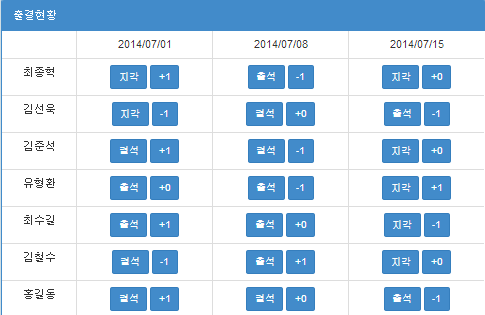 출결현황
2014/07/01 2014/07/08 2014/07/15
최종혁 지각 +1 출석 -1 지각 +0
김선욱 지각 -1 결석 +0 출석 -1
김준석 결석 +1 결석 -1 지각 +0
유형환 출석 +0 출석 -1 지각 +1
최수길 출석 +1 출석 +0 지각 -1
김철수 결석 -1 출석 +1 지각 +0
홍길동 결석 +1 결석 +0 출석 -1